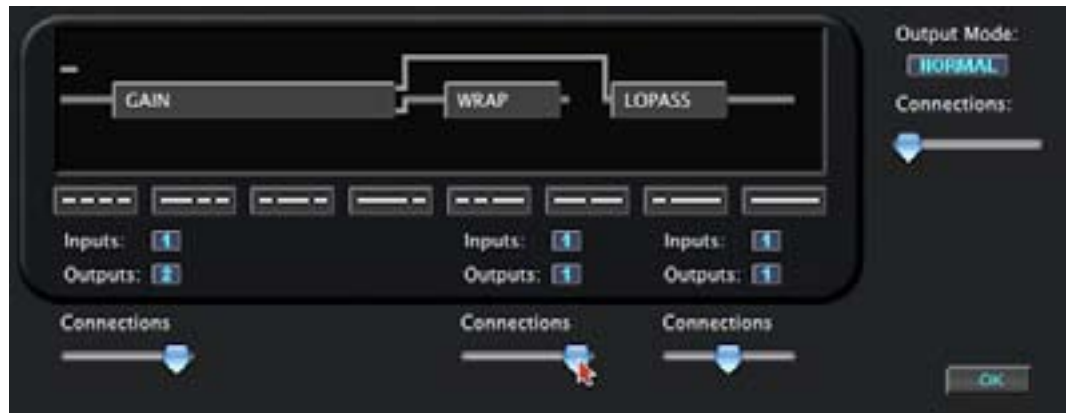 Output Mode:
NORMAL
Connections:
GAIN
WRAP
LOPASS
Inputs: 1
Outputs: 2
Inputs: 1
Outputs: 1
Inputs: 1
Outputs: 1
Connections
Connections
Connections
OK